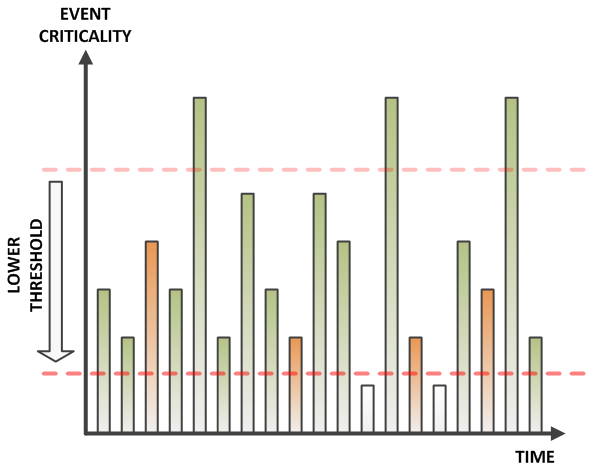 EVENT
CRITICALITY
LOWER
THRESHOLD
TIME